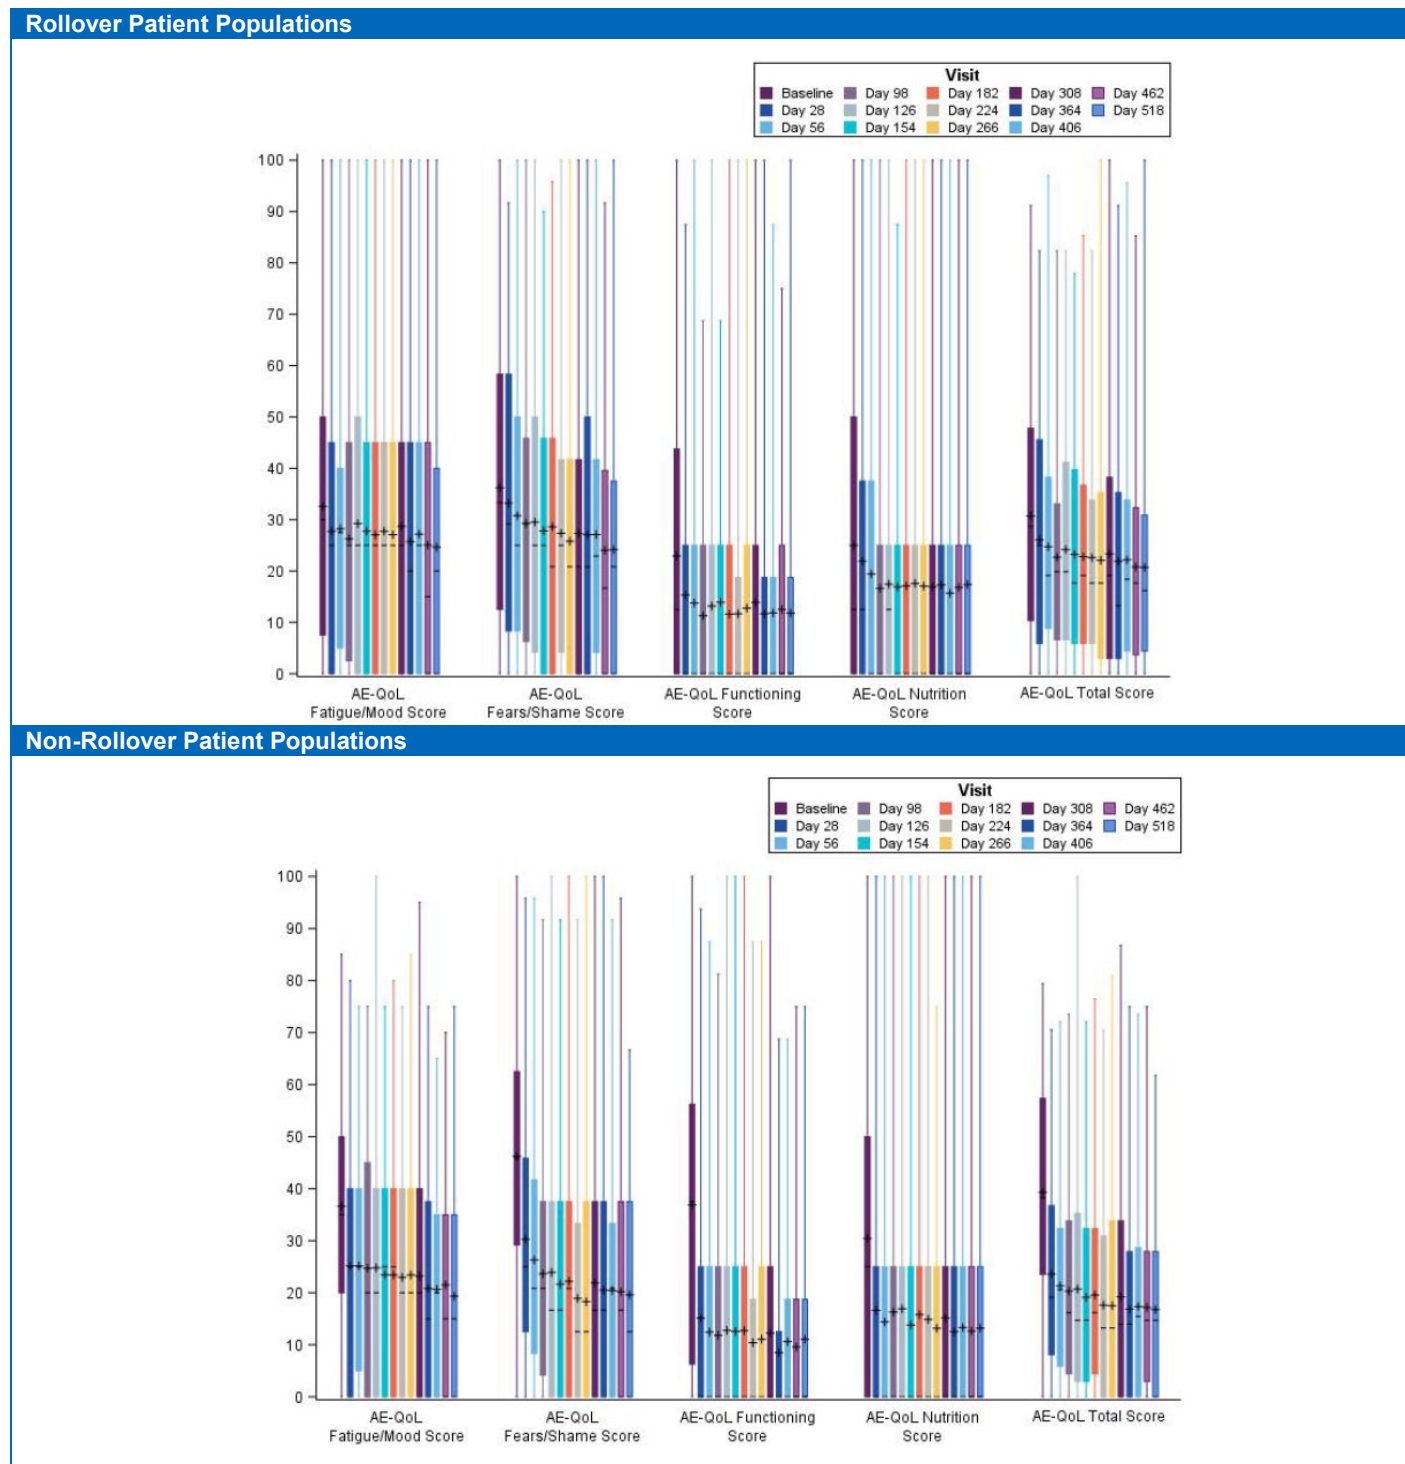 Rollover Patient Populations
Visit
Baseline Day 98 Day 182 Day 308 Day 462
Day 28 Day 126 Day 224 Day 364 Day 518
Day 56 Day 154 Day 266 Day 406
100
90
80
70
60
50
40
30
20
10
0
AE-QoL AE-QoL AE-QoL Functioning AE-QoL Nutrition AE-QoL Total Score
Fatigue/Mood Score Fears/Shame Score Score Score
Non-Rollover Patient Populations
Visit
Baseline Day 98 Day 182 Day 308 Day 462
Day 28 Day 126 Day 224 Day 364 Day 518
Day 56 Day 154 Day 266 Day 406
100
90
80
70
60
50
40
30
20
10
0
AE-QoL AE-QoL AE-QoL Functioning AE-QoL Nutrition AE-QoL Total Score
Fatigue/Mood Score Fears/Shame Score Score Score